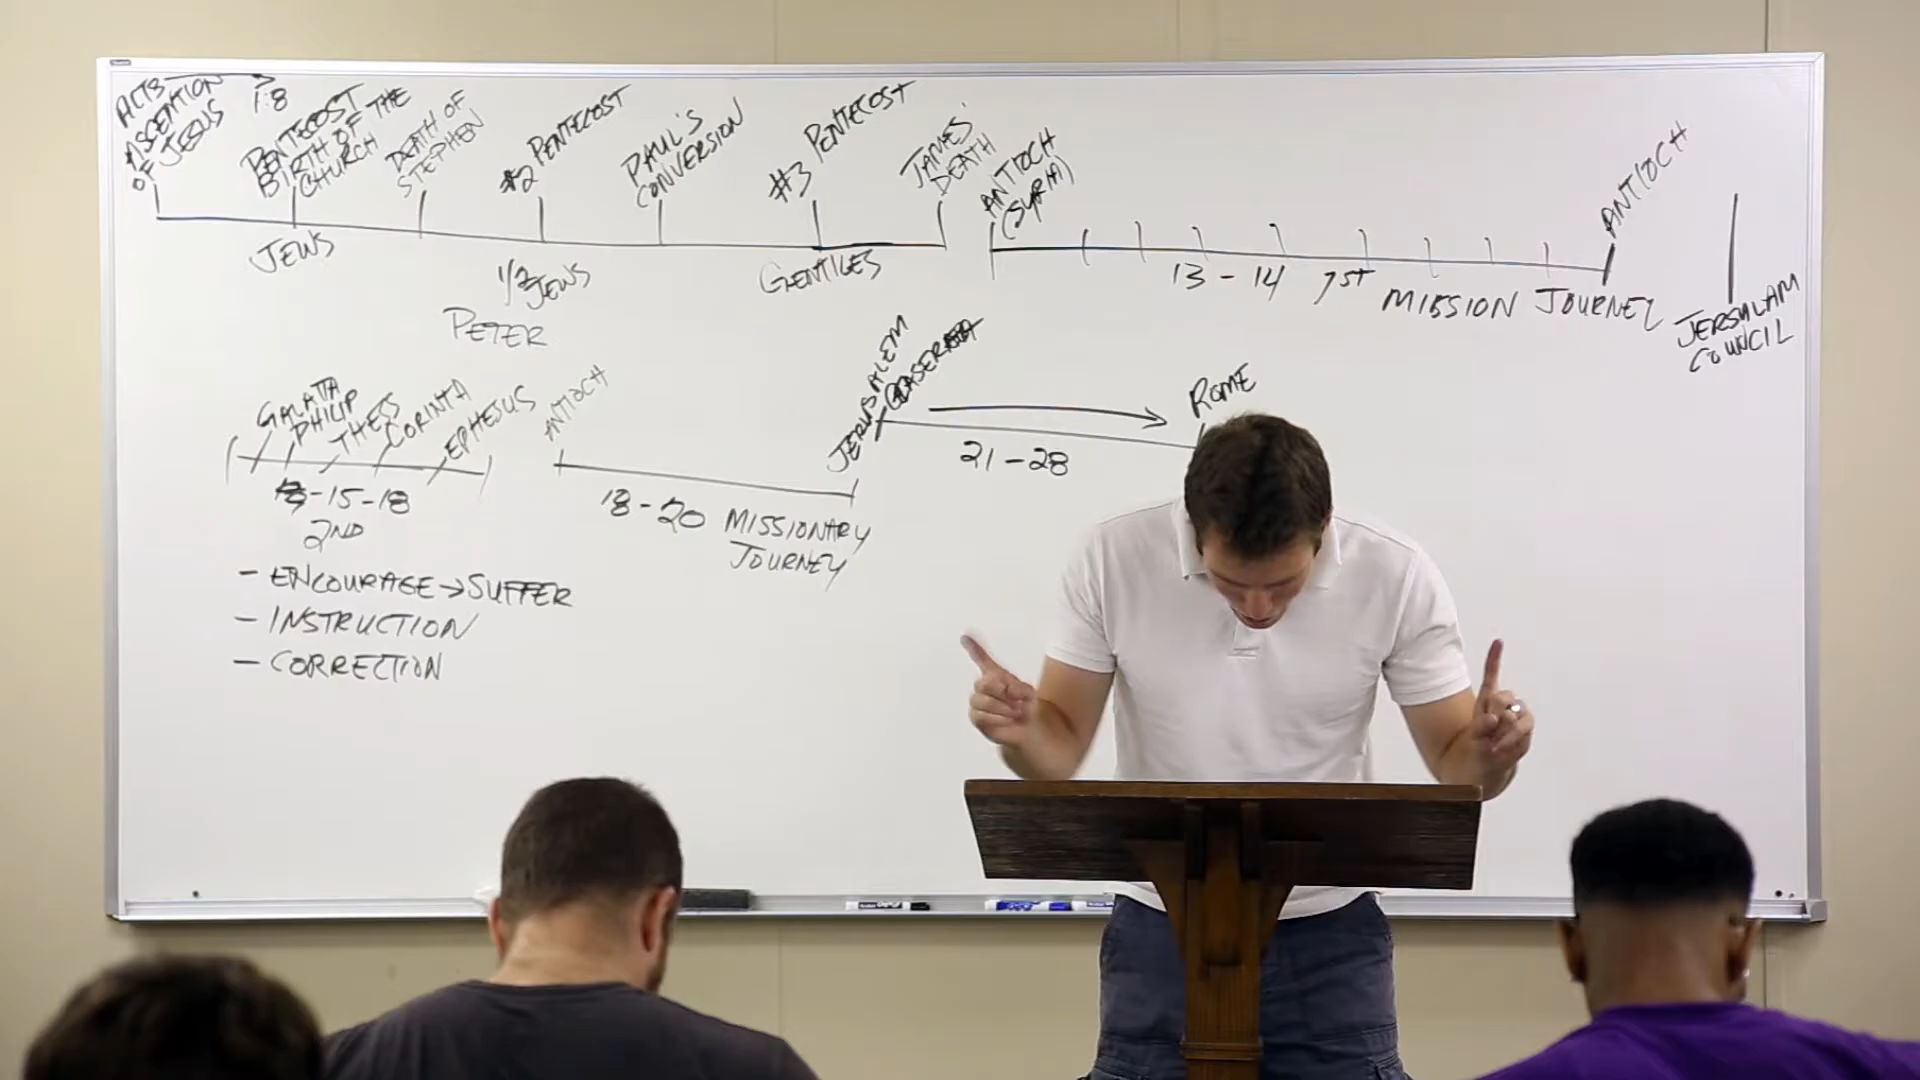 ACTS
1:8
ASCENTION
OF JESUS
PENTECOST
BIRTH OF THE
CHURCH
DEATH OF
STEPHEN
#2 PENTECOST
PAUL'S
CONVERSION
#3 PENTECOST
JAMES'
DEATH
ANTIOCH
(SYRIA)
ANTIOCH
JEWS
1/2 JEWS
GENTILES
13 - 14 1ST MISSION JOURNEY
JERSULAM
COUNCIL
PETER
GALATIA
PHILIP
THESS
CORINTH
EPHESUS
ANTIOCH
JERUSALEM
ROME
-15-18
2ND
18-20 MISSIONARY
JOURNEY
21-28
- ENCOURAGE → SUFFER
- INSTRUCTION
- CORRECTION